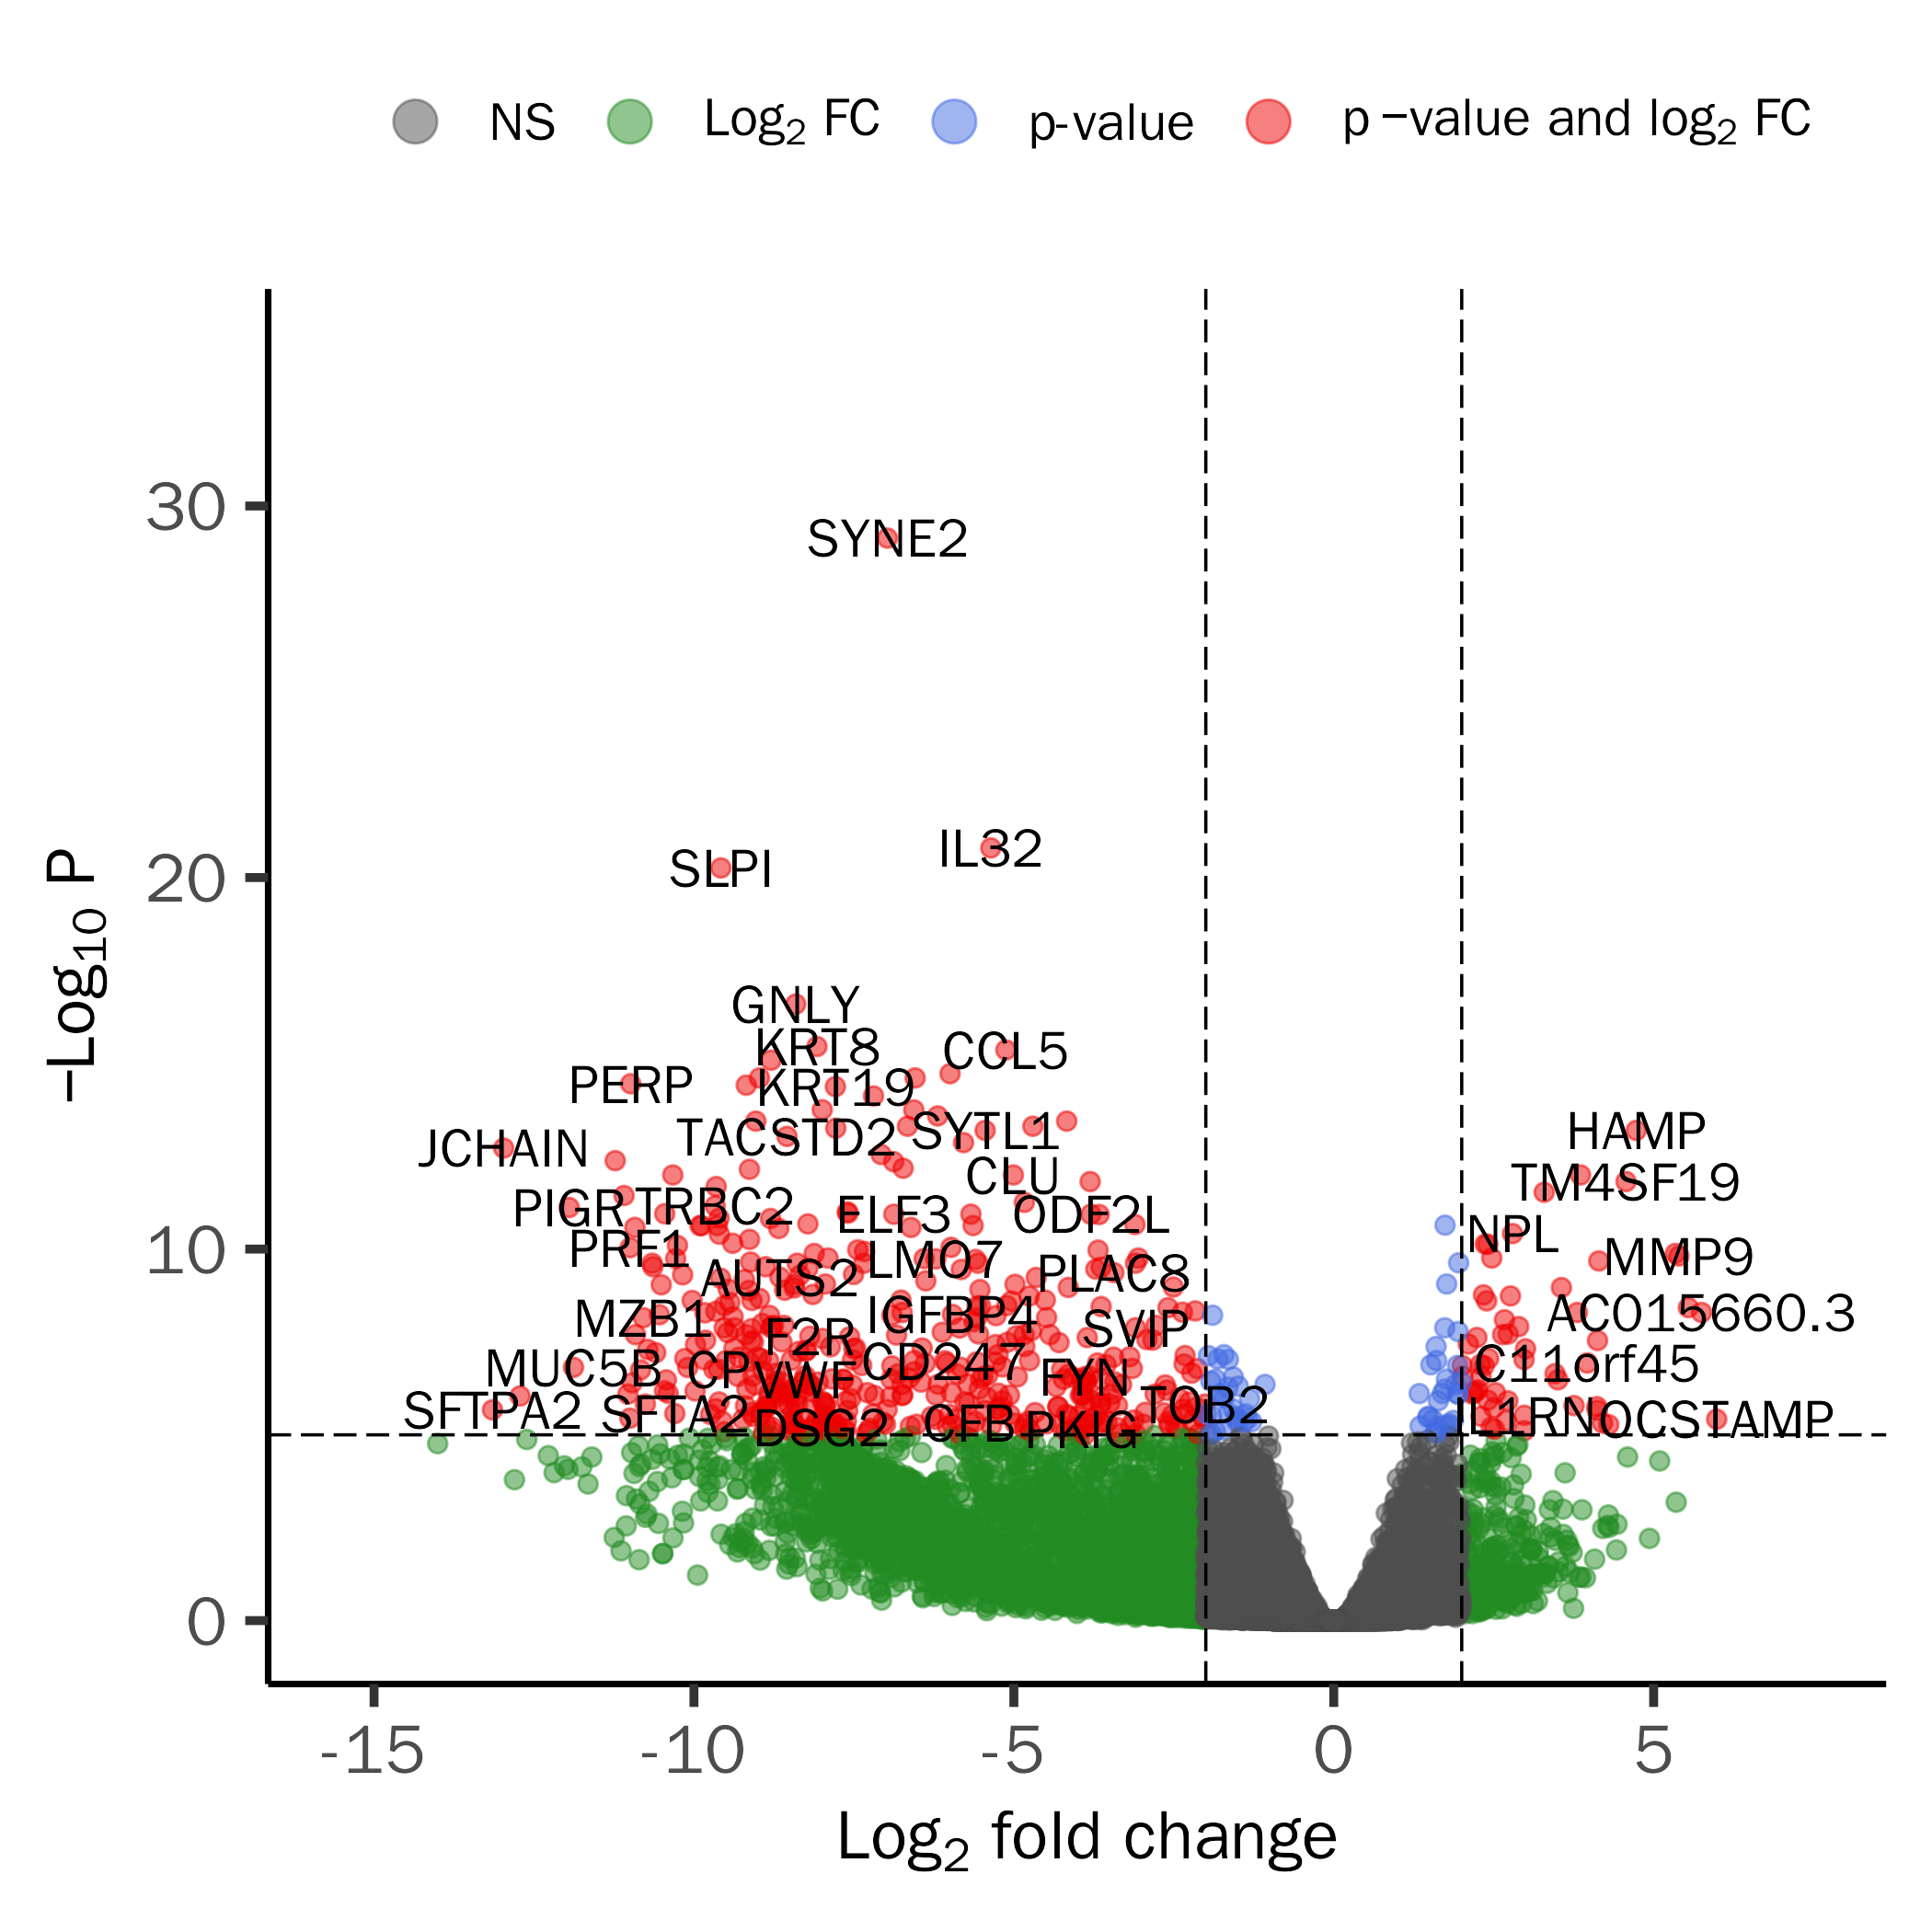 NS Log2 FC p-value p −value and log2 FC
−Log10 P
30
20
10
0
SYNE2
IL32
SLPI
GNLY
KRT8
CCL5
PERP
KRT19
HAMP
SYTL1
TACSTD2
JCHAIN
CLU
TM4SF19
PIGR
TRBC2
ELF3
ODF2L
NPL
PRF1
LMO7
MMP9
AUTS2
PLAC8
MZB1
IGFBP4
AC015660.3
F2R
SVIP
MUC5B
CP
CD247
C11orf45
VWF
FYN
SFTPA2
SFTA2
TOB2
DSG2
CFB
PKIG
IL1RN
OCSTAMP
-15 -10 -5 0 5
Log2 fold change